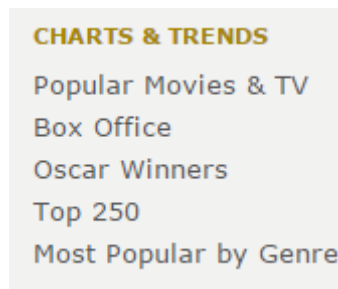 CHARTS & TRENDS
Popular Movies & TV
Box Office
Oscar Winners
Top 250
Most Popular by Genre